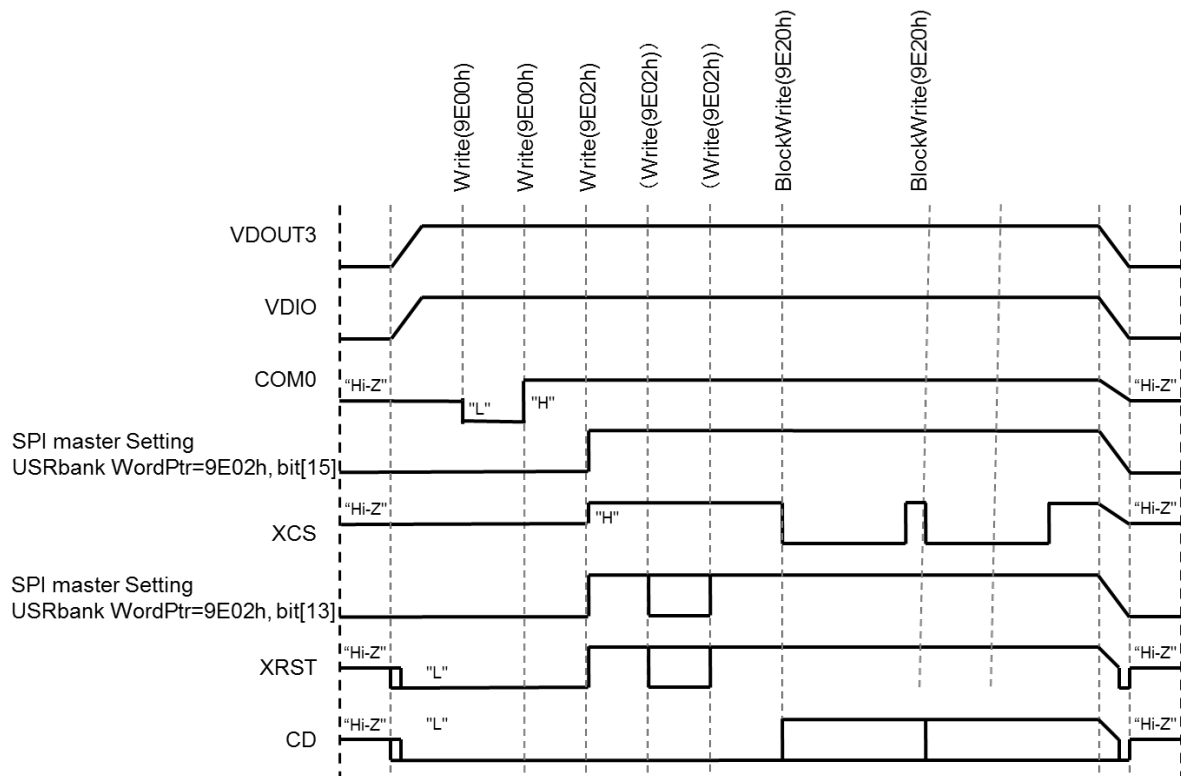 Write(9E00h)
Write(9E00h)
Write(9E02h)
（Write(9E02h)）
（Write(9E02h)）
BlockWrite(9E20h)
BlockWrite(9E20h)
VDOUT3
VDIO
COM0
“Hi-Z"
"L"
"H"
“Hi-Z"
SPI master Setting
USRbank WordPtr=9E02h, bit[15]
XCS
“Hi-Z"
"H"
“Hi-Z"
SPI master Setting
USRbank WordPtr=9E02h, bit[13]
XRST
“Hi-Z"
"L"
“Hi-Z"
CD
“Hi-Z"
"L"
“Hi-Z"